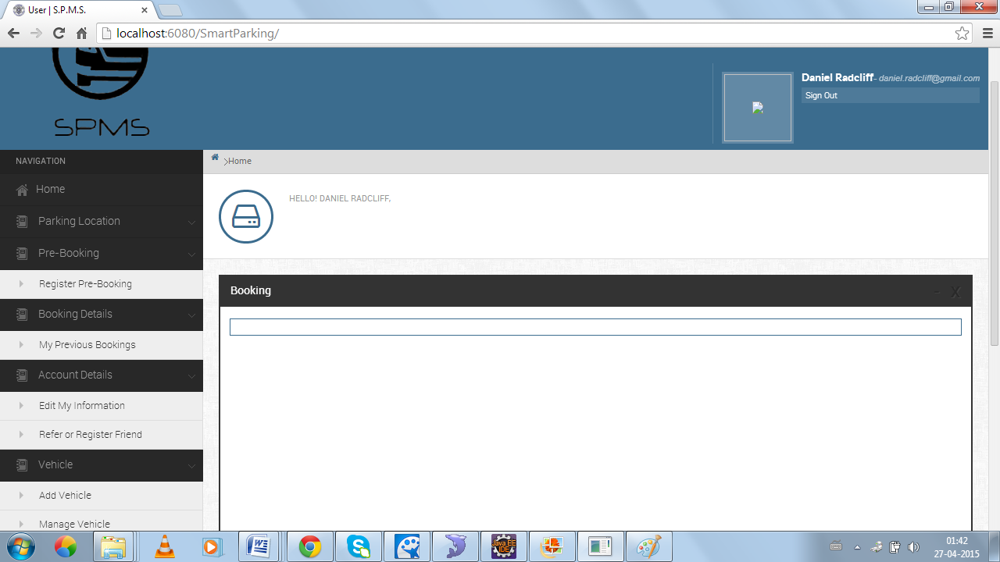 User | S.P.M.S.
localhost:6080/SmartParking/
SPMS
Daniel Radcliff- daniel.radcliff@gmail.com
Sign Out
NAVIGATION
>Home
Home
HELLO! DANIEL RADCLIFF,
Parking Location
Pre-Booking
Register Pre-Booking
Booking
- X
Booking Details
My Previous Bookings
Account Details
Edit My Information
Refer or Register Friend
Vehicle
Add Vehicle
Manage Vehicle
Java EE
IDE
01:42
27-04-2015